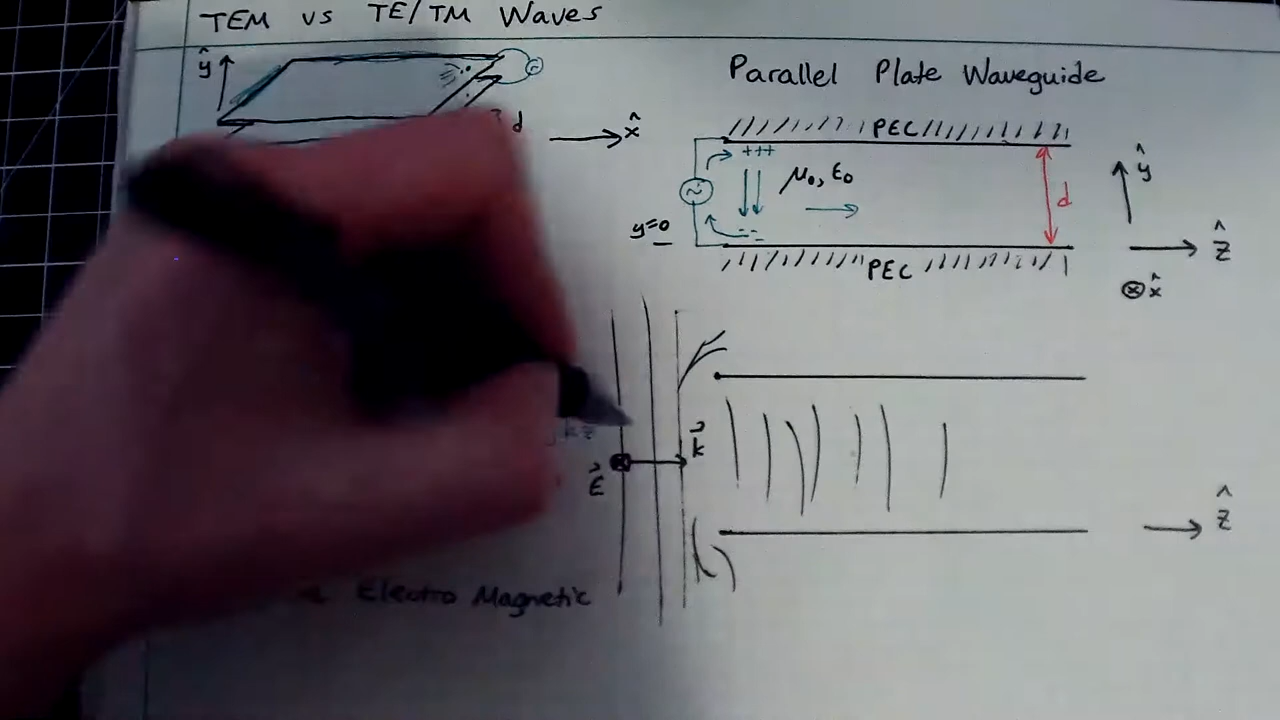 TEM vs TE/TM Waves
ŷ
d
x̂
Parallel Plate Waveguide
PEC
+++
μ₀, ε₀
d
y=0
--
PEC
ŷ
ẑ
x̂
k⃗
E⃗
ẑ
Electro Magnetic